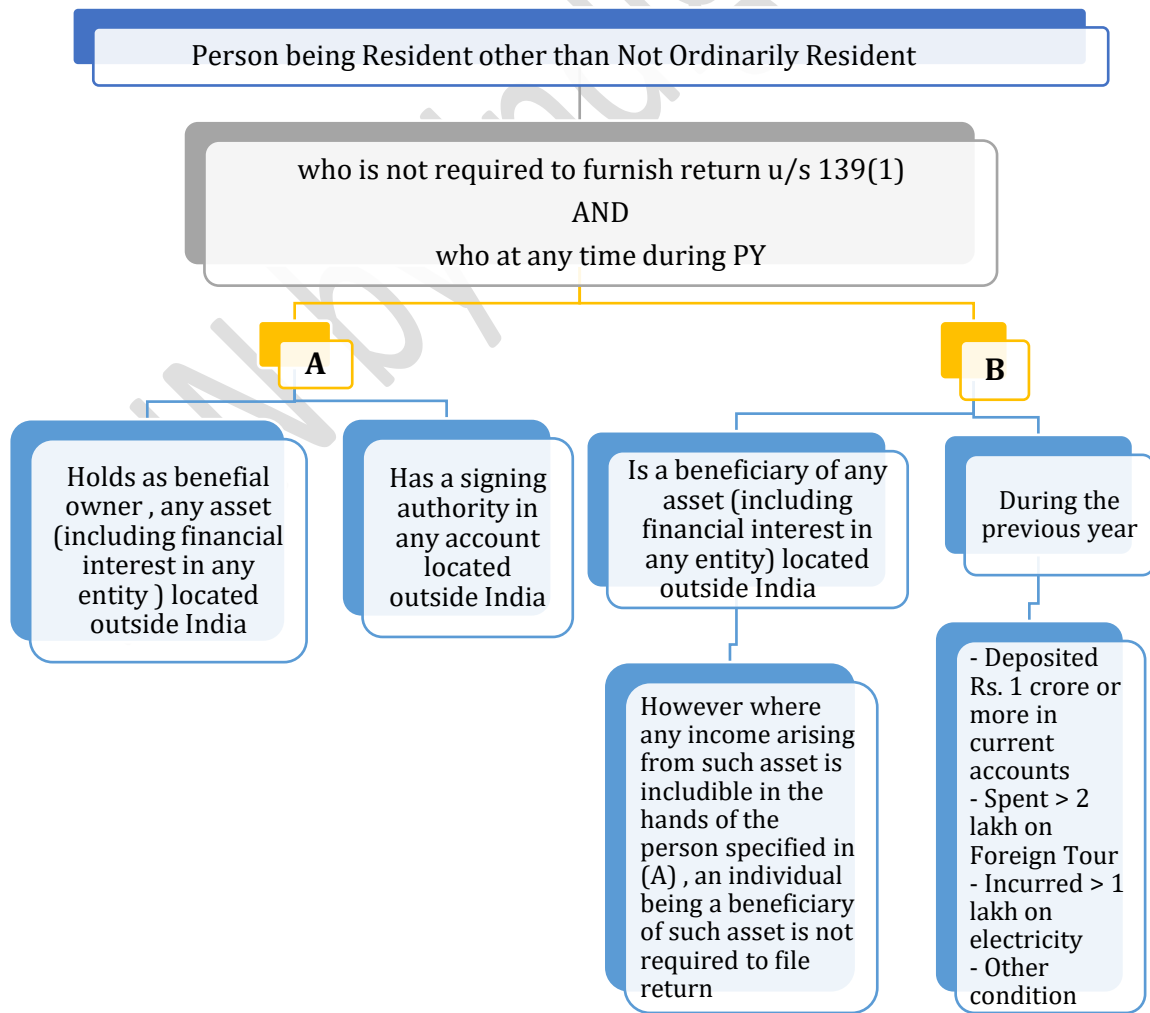 Person being Resident other than Not Ordinarily Resident
who is not required to furnish return u/s 139(1)
AND
who at any time during PY
A
B
Holds as benefial
owner , any asset
(including financial
interest in any
entity ) located
outside India
Has a signing
authority in
any account
located
outside India
Is a beneficiary of any
asset (including
financial interest in
any entity) located
outside India
During the
previous year
However where
any income arising
from such asset is
includible in the
hands of the
person specified in
(A) , an individual
being a beneficiary
of such asset is not
required to file
return
- Deposited
Rs. 1 crore or
more in
current
accounts
- Spent > 2
lakh on
Foreign Tour
- Incurred > 1
lakh on
electricity
- Other
condition